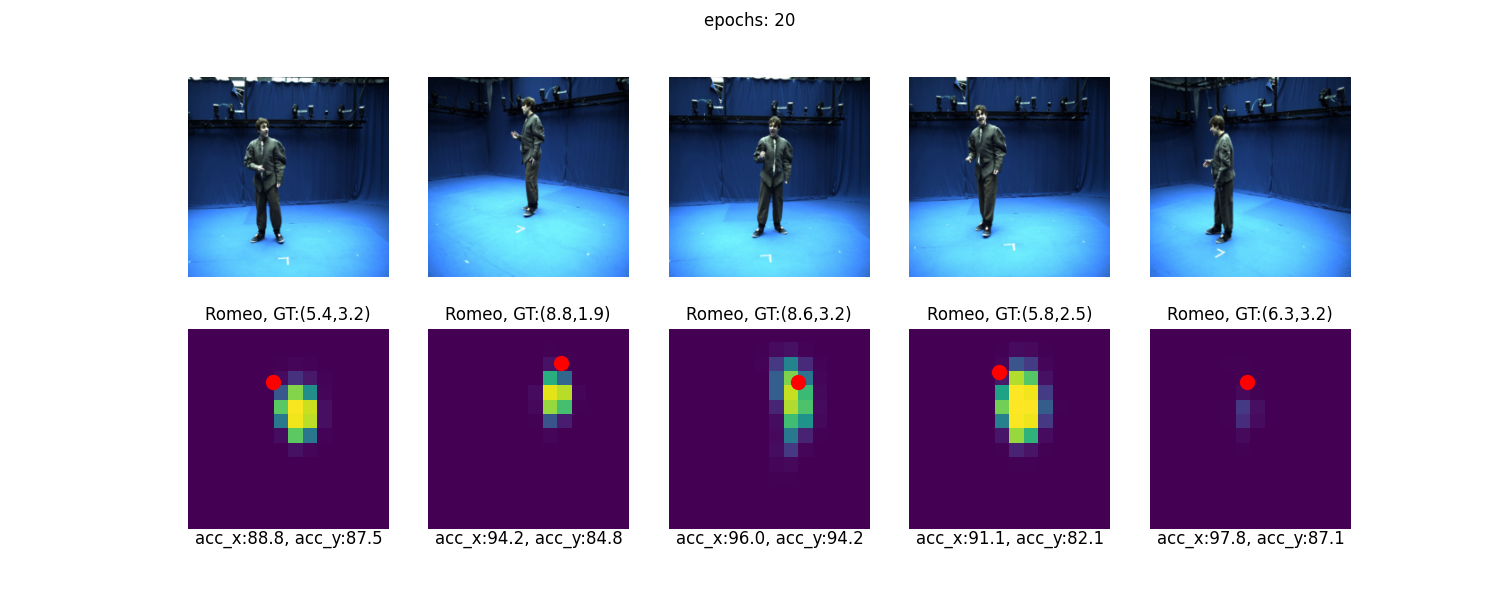 epochs: 20
Romeo, GT:(5.4,3.2)
Romeo, GT:(8.8,1.9)
Romeo, GT:(8.6,3.2)
Romeo, GT:(5.8,2.5)
Romeo, GT:(6.3,3.2)
acc_x:88.8, acc_y:87.5
acc_x:94.2, acc_y:84.8
acc_x:96.0, acc_y:94.2
acc_x:91.1, acc_y:82.1
acc_x:97.8, acc_y:87.1